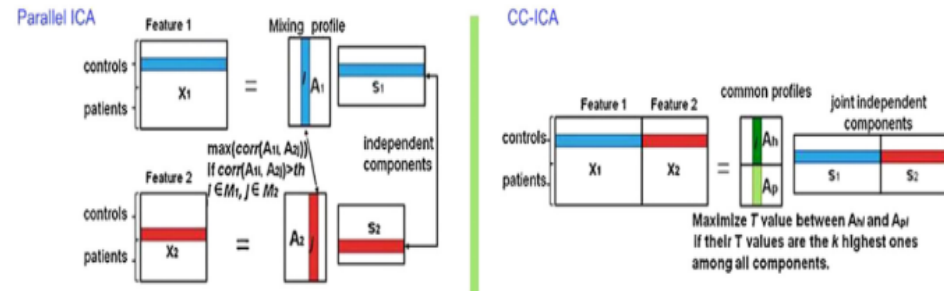 Parallel ICA
Feature 1
Mixing profile
controls
patients
X1
=
i
A1
S1
max(corr(A1i, A2j))
if corr(A1i, A2j)>th
i ∈ M1, j ∈ M2
independent
components
Feature 2
controls
patients
X2
=
A2
j
S2
CC-ICA
Feature 1
Feature 2
common profiles
joint independent
components
controls
patients
X1
X2
=
Ah
Ap
S1
S2
Maximize T value between Ahi and Api
If their T values are the k highest ones
among all components.